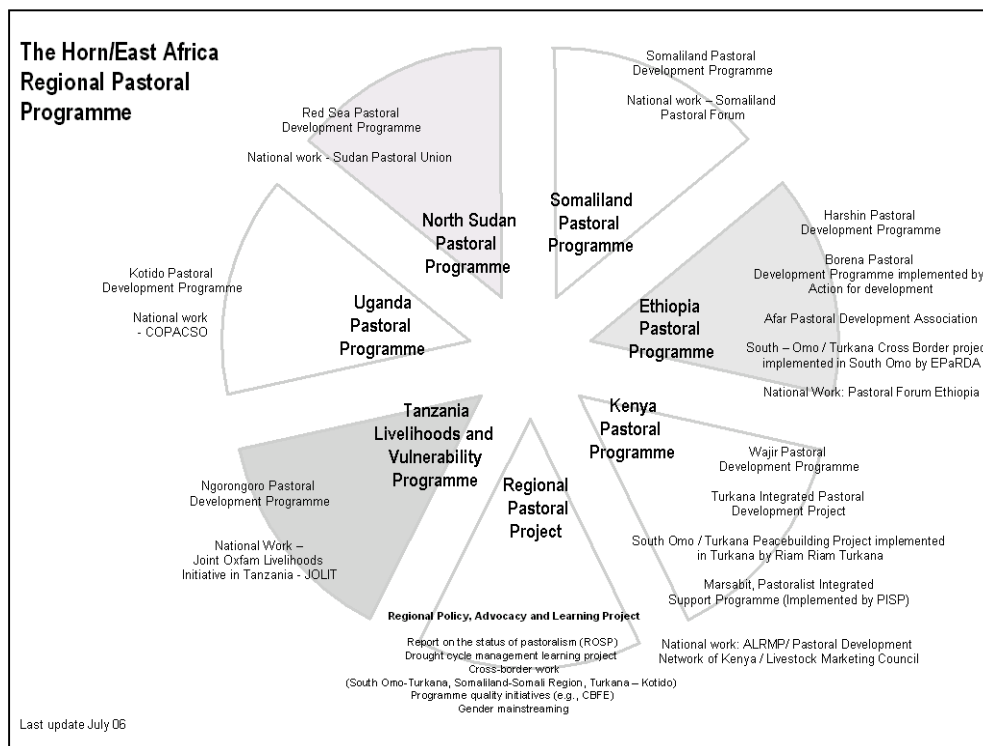 The Horn/East Africa
Regional Pastoral
Programme
Red Sea Pastoral
Development Programme
National work - Sudan Pastoral Union
North Sudan
Pastoral
Programme
Somaliland Pastoral
Development Programme
National work – Somaliland
Pastoral Forum
Somaliland
Pastoral
Programme
Harshin Pastoral
Development Programme
Borena Pastoral
Development Programme implemented by
Action for development
Afar Pastoral Development Association
South – Omo / Turkana Cross Border project
implemented in South Omo by EPaRDA
National Work: Pastoral Forum Ethiopia
Ethiopia
Pastoral
Programme
Kenya
Pastoral
Programme
Wajir Pastoral
Development Programme
Turkana Integrated Pastoral
Development Project
South Omo / Turkana Peacebuilding Project implemented
in Turkana by Riam Riam Turkana
Marsabit, Pastoralist Integrated
Support Programme (Implemented by PISP)
National work: ALRMP/ Pastoral Development
Network of Kenya / Livestock Marketing Council
Regional
Pastoral
Project
Regional Policy, Advocacy and Learning Project
Report on the status of pastoralism (ROSP)
Drought cycle management learning project
Cross-border work
(South Omo-Turkana, Somaliland-Somali Region, Turkana – Kotido)
Programme quality initiatives (e.g., CBFE)
Gender mainstreaming
Tanzania
Livelihoods and
Vulnerability
Programme
Ngorongoro Pastoral
Development Programme
National Work –
Joint Oxfam Livelihoods
Initiative in Tanzania - JOLIT
Uganda
Pastoral
Programme
Kotido Pastoral
Development Programme
National work
- COPACSO
Last update July 06